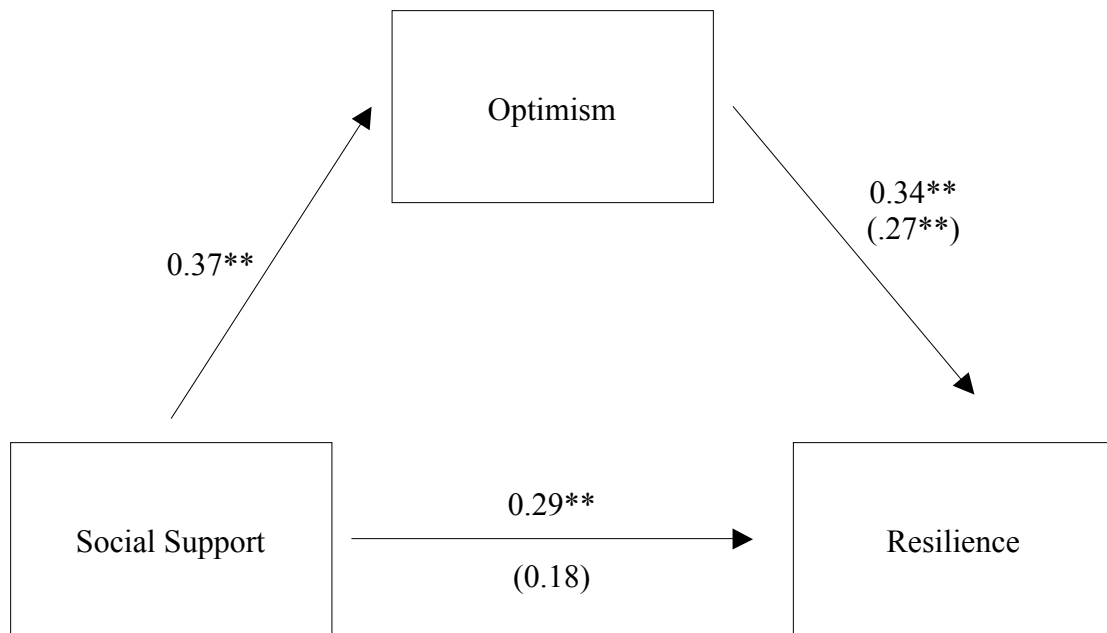 Optimism
0.34**
(.27**)
0.37**
0.29**
Social Support
Resilience
(0.18)